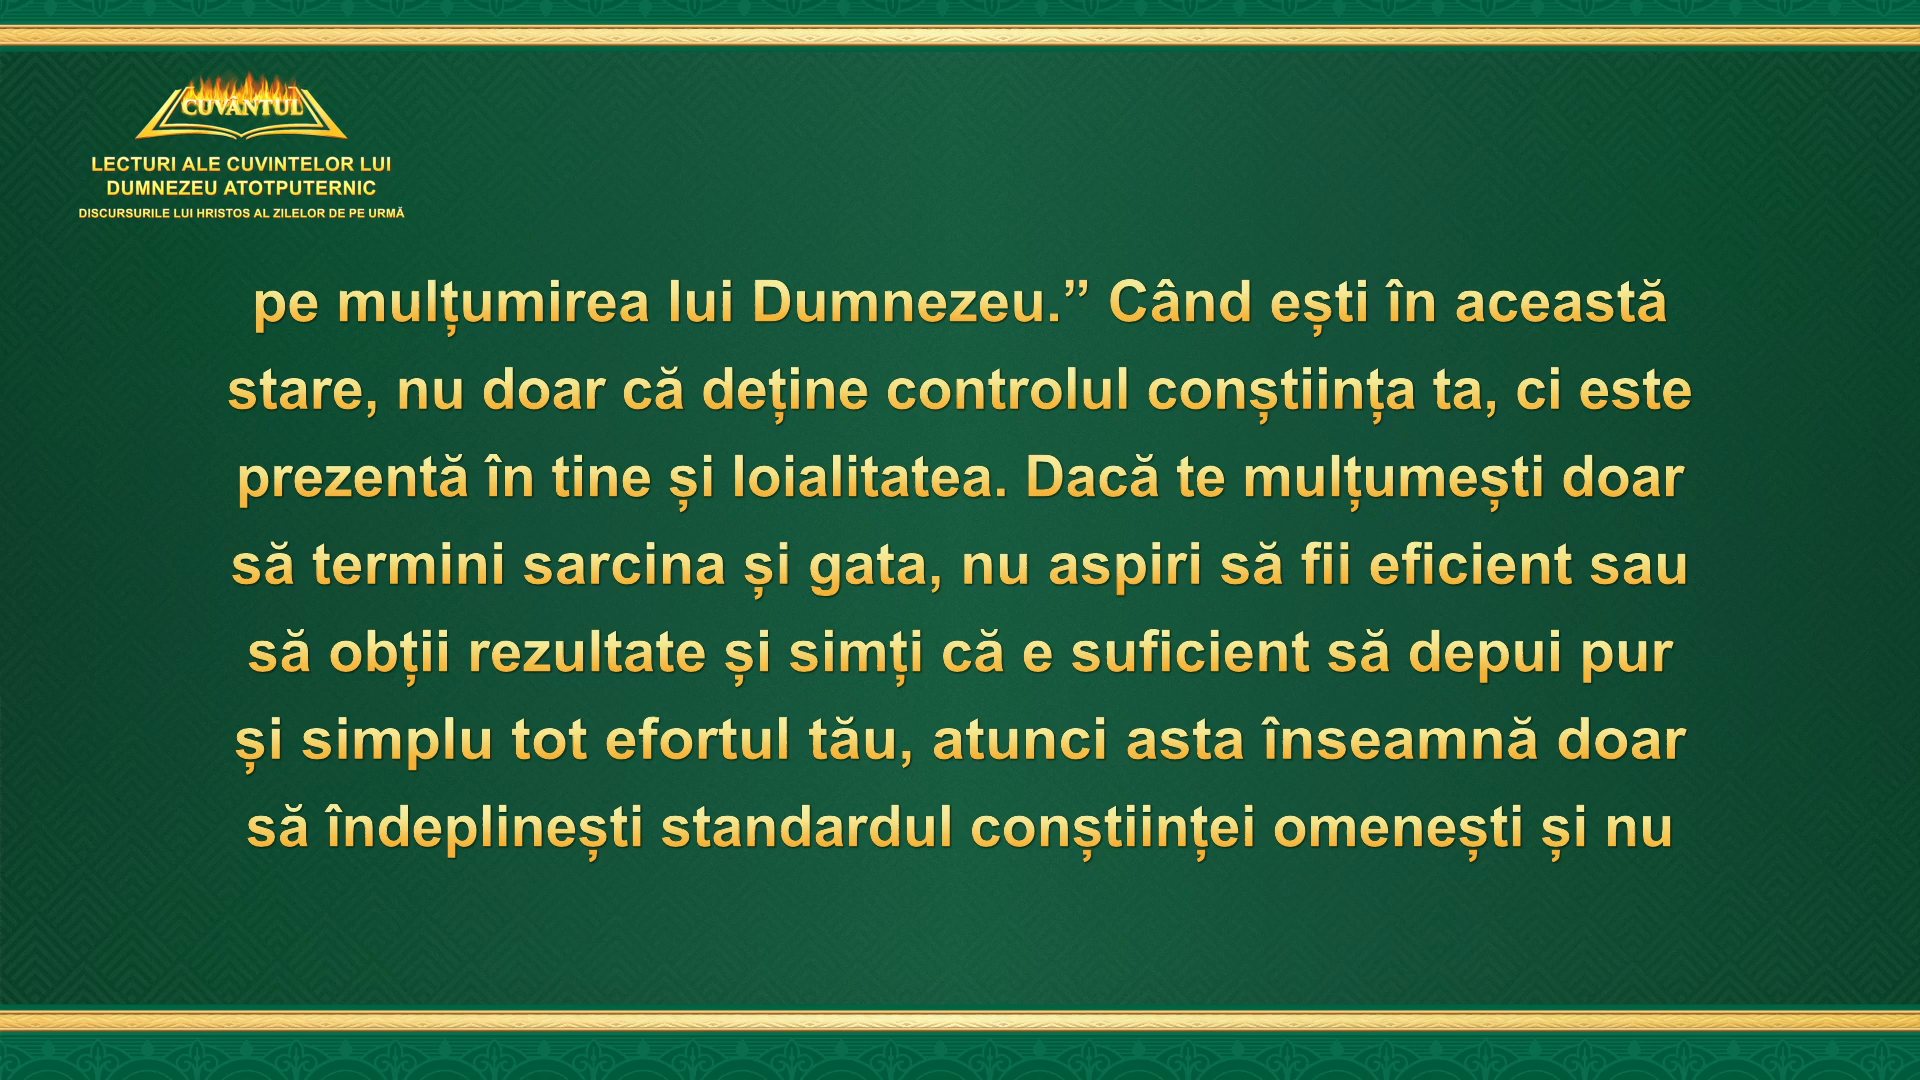 CUVÂNTUL
LECTURI ALE CUVINTELOR LUI
DUMNEZEU ATOTPUTERNIC
DISCURSURILE LUI HRISTOS AL ZILELOR DE PE URMĂ
pe mulțumirea lui Dumnezeu.” Când ești în această
stare, nu doar că deține controlul conștiința ta, ci este
prezentă în tine și loialitatea. Dacă te mulțumești doar
să termini sarcina și gata, nu aspiri să fii eficient sau
să obții rezultate și simți că e suficient să depui pur
și simplu tot efortul tău, atunci asta înseamnă doar
să îndeplinești standardul conștiinței omenești și nu